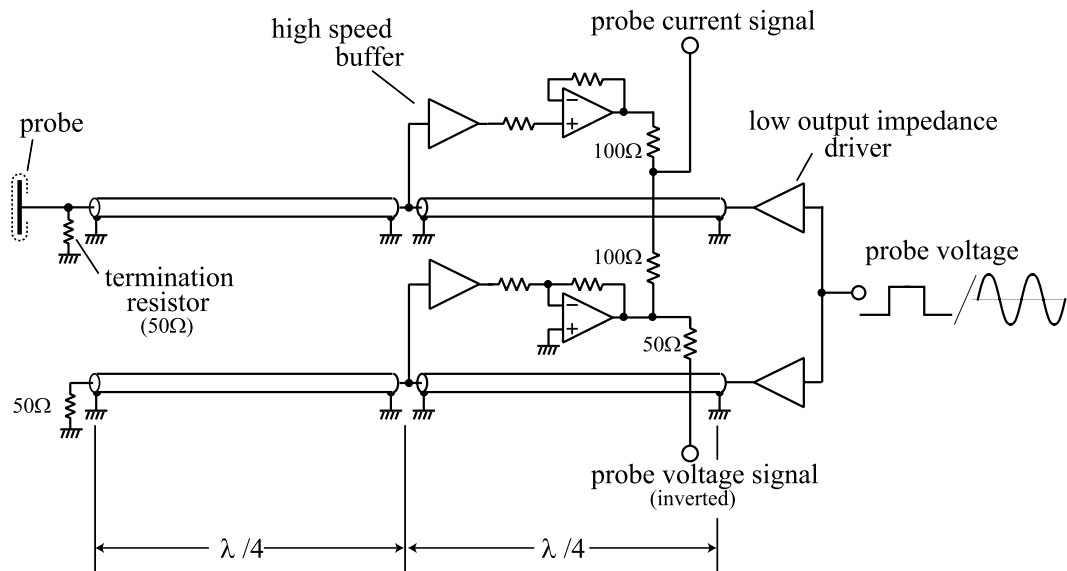 probe current signal
high speed
buffer
probe
low output impedance
driver
100Ω
−
+
probe voltage
100Ω
termination
resistor
(50Ω)
−
+
50Ω
50Ω
probe voltage signal
(inverted)
λ /4
λ /4